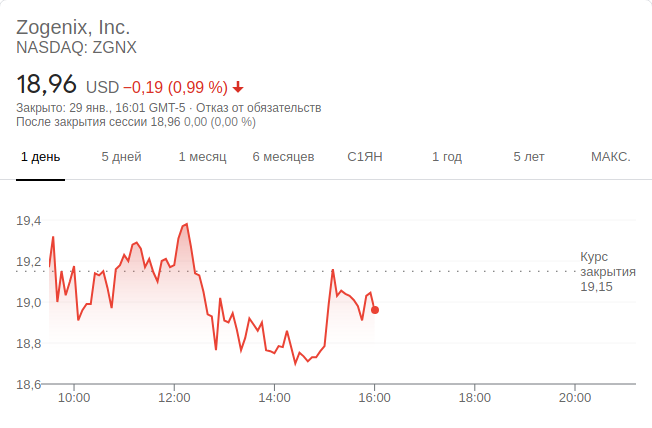 Zogenix, Inc.
NASDAQ: ZGNX
18,96 USD −0,19 (0,99 %)
Закрыто: 29 янв., 16:01 GMT-5 · Отказ от обязательств
После закрытия сессии 18,96 0,00 (0,00 %)
1 день 5 дней 1 месяц 6 месяцев С1ЯН 1 год 5 лет МАКС.
19,4
19,2
19,0
18,8
18,6
Курс
закрытия
19,15
10:00 12:00 14:00 16:00 18:00 20:00